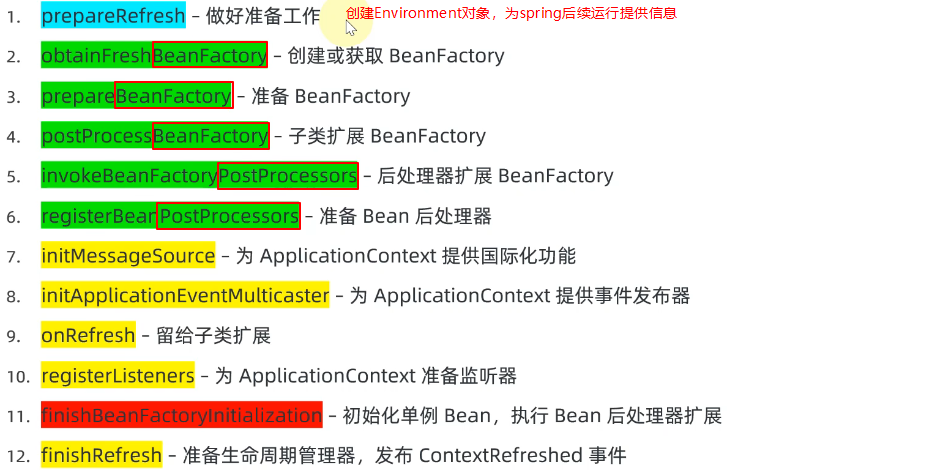 1. prepareRefresh – 做好准备工作 创建Environment对象，为spring后续运行提供信息
2. obtainFreshBeanFactory – 创建或获取 BeanFactory
3. prepareBeanFactory – 准备 BeanFactory
4. postProcessBeanFactory – 子类扩展 BeanFactory
5. invokeBeanFactoryPostProcessors – 后处理器扩展 BeanFactory
6. registerBeanPostProcessors – 准备 Bean 后处理器
7. initMessageSource – 为 ApplicationContext 提供国际化功能
8. initApplicationEventMulticaster – 为 ApplicationContext 提供事件发布器
9. onRefresh – 留给子类扩展
10. registerListeners – 为 ApplicationContext 准备监听器
11. finishBeanFactoryInitialization – 初始化单例 Bean，执行 Bean 后处理器扩展
12. finishRefresh – 准备生命周期管理器，发布 ContextRefreshed 事件